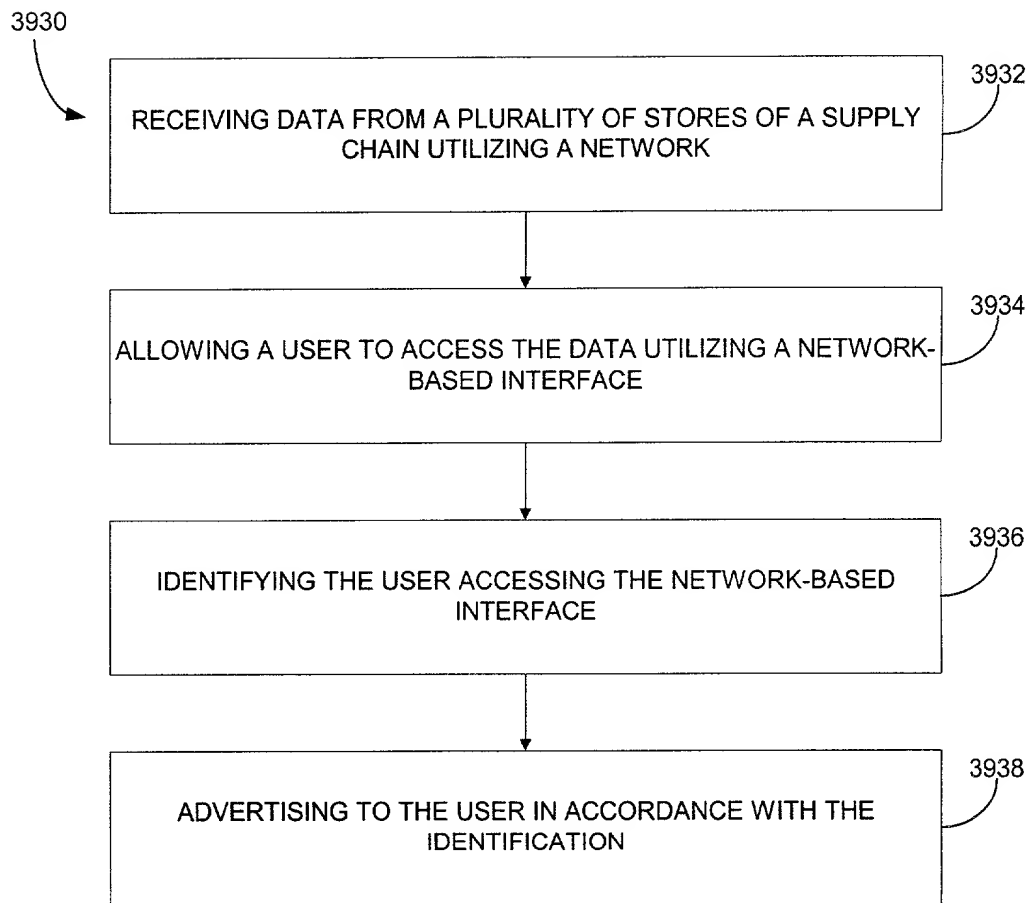 3930
3932
RECEIVING DATA FROM A PLURALITY OF STORES OF A SUPPLY
CHAIN UTILIZING A NETWORK
3934
ALLOWING A USER TO ACCESS THE DATA UTILIZING A NETWORK-
BASED INTERFACE
3936
IDENTIFYING THE USER ACCESSING THE NETWORK-BASED
INTERFACE
3938
ADVERTISING TO THE USER IN ACCORDANCE WITH THE
IDENTIFICATION